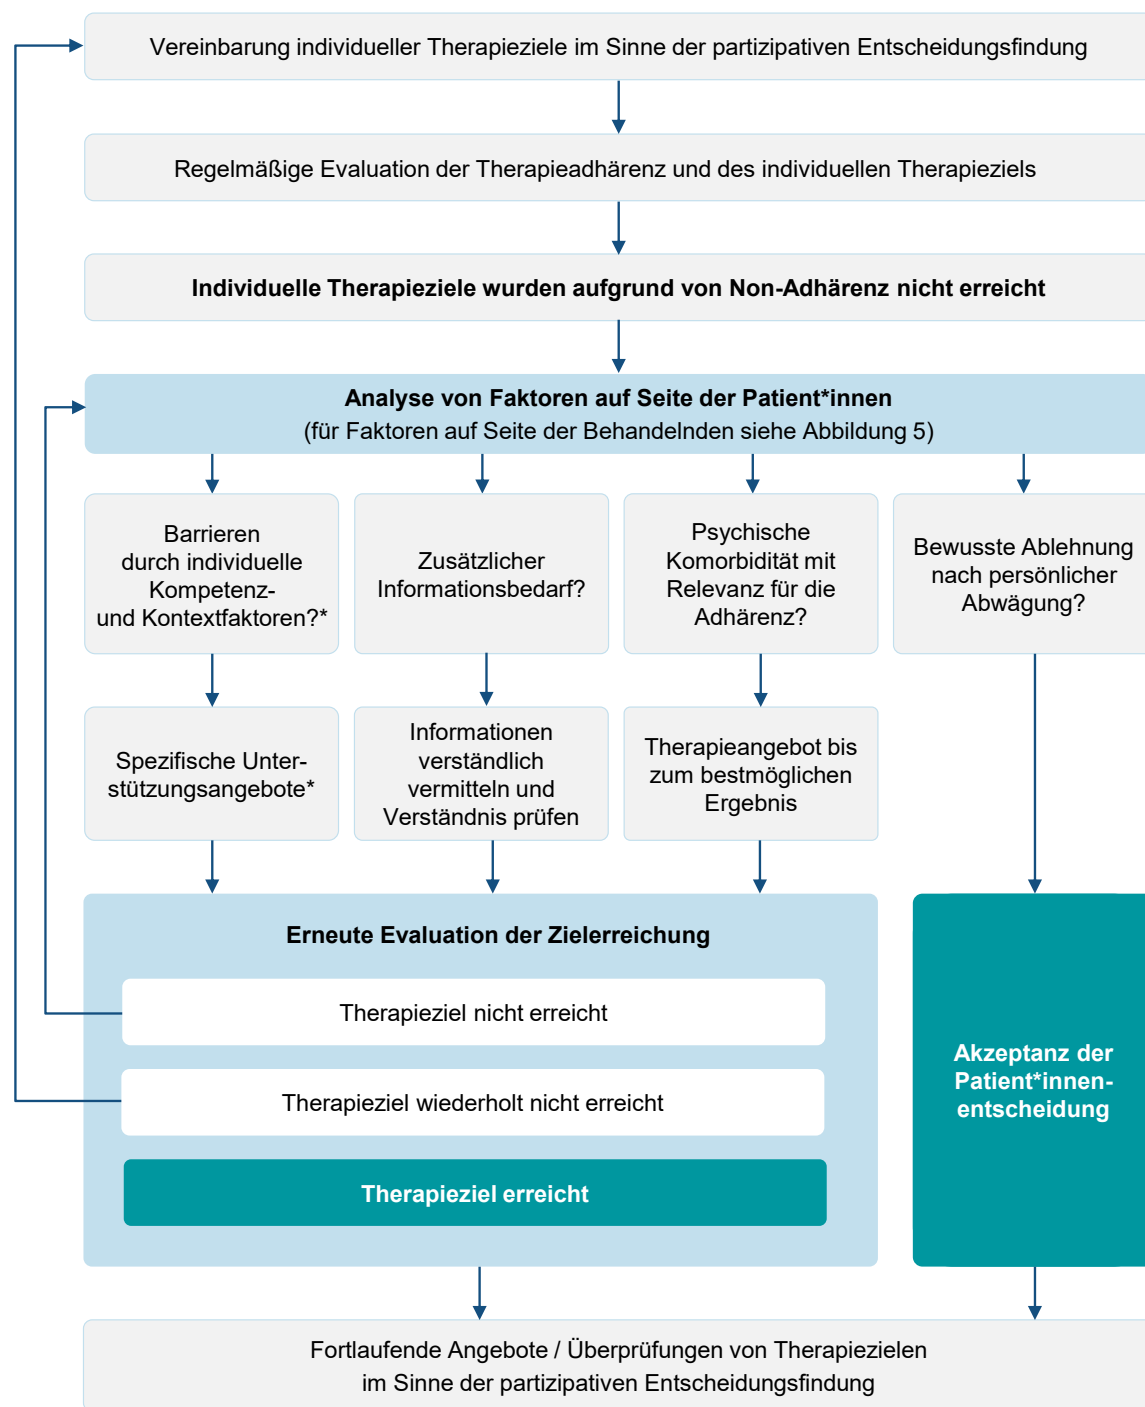 Vereinbarung individueller Therapieziele im Sinne der partizipativen Entscheidungsfindung
Regelmäßige Evaluation der Therapieadhärenz und des individuellen Therapieziels
Individuelle Therapieziele wurden aufgrund von Non-Adhärenz nicht erreicht
Analyse von Faktoren auf Seite der Patient*innen
(für Faktoren auf Seite der Behandelnden siehe Abbildung 5)
Barrieren
durch individuelle
Kompetenz-
und Kontextfaktoren?*
Zusätzlicher
Informationsbedarf?
Psychische
Komorbidität mit
Relevanz für die
Adhärenz?
Bewusste Ablehnung
nach persönlicher
Abwägung?
Spezifische Unter-
stützungsangebote*
Informationen
verständlich
vermitteln und
Verständnis prüfen
Therapieangebot bis
zum bestmöglichen
Ergebnis
Erneute Evaluation der Zielerreichung
Therapieziel nicht erreicht
Therapieziel wiederholt nicht erreicht
Therapieziel erreicht
Akzeptanz der
Patient*innen-
entscheidung
Fortlaufende Angebote / Überprüfungen von Therapiezielen
im Sinne der partizipativen Entscheidungsfindung